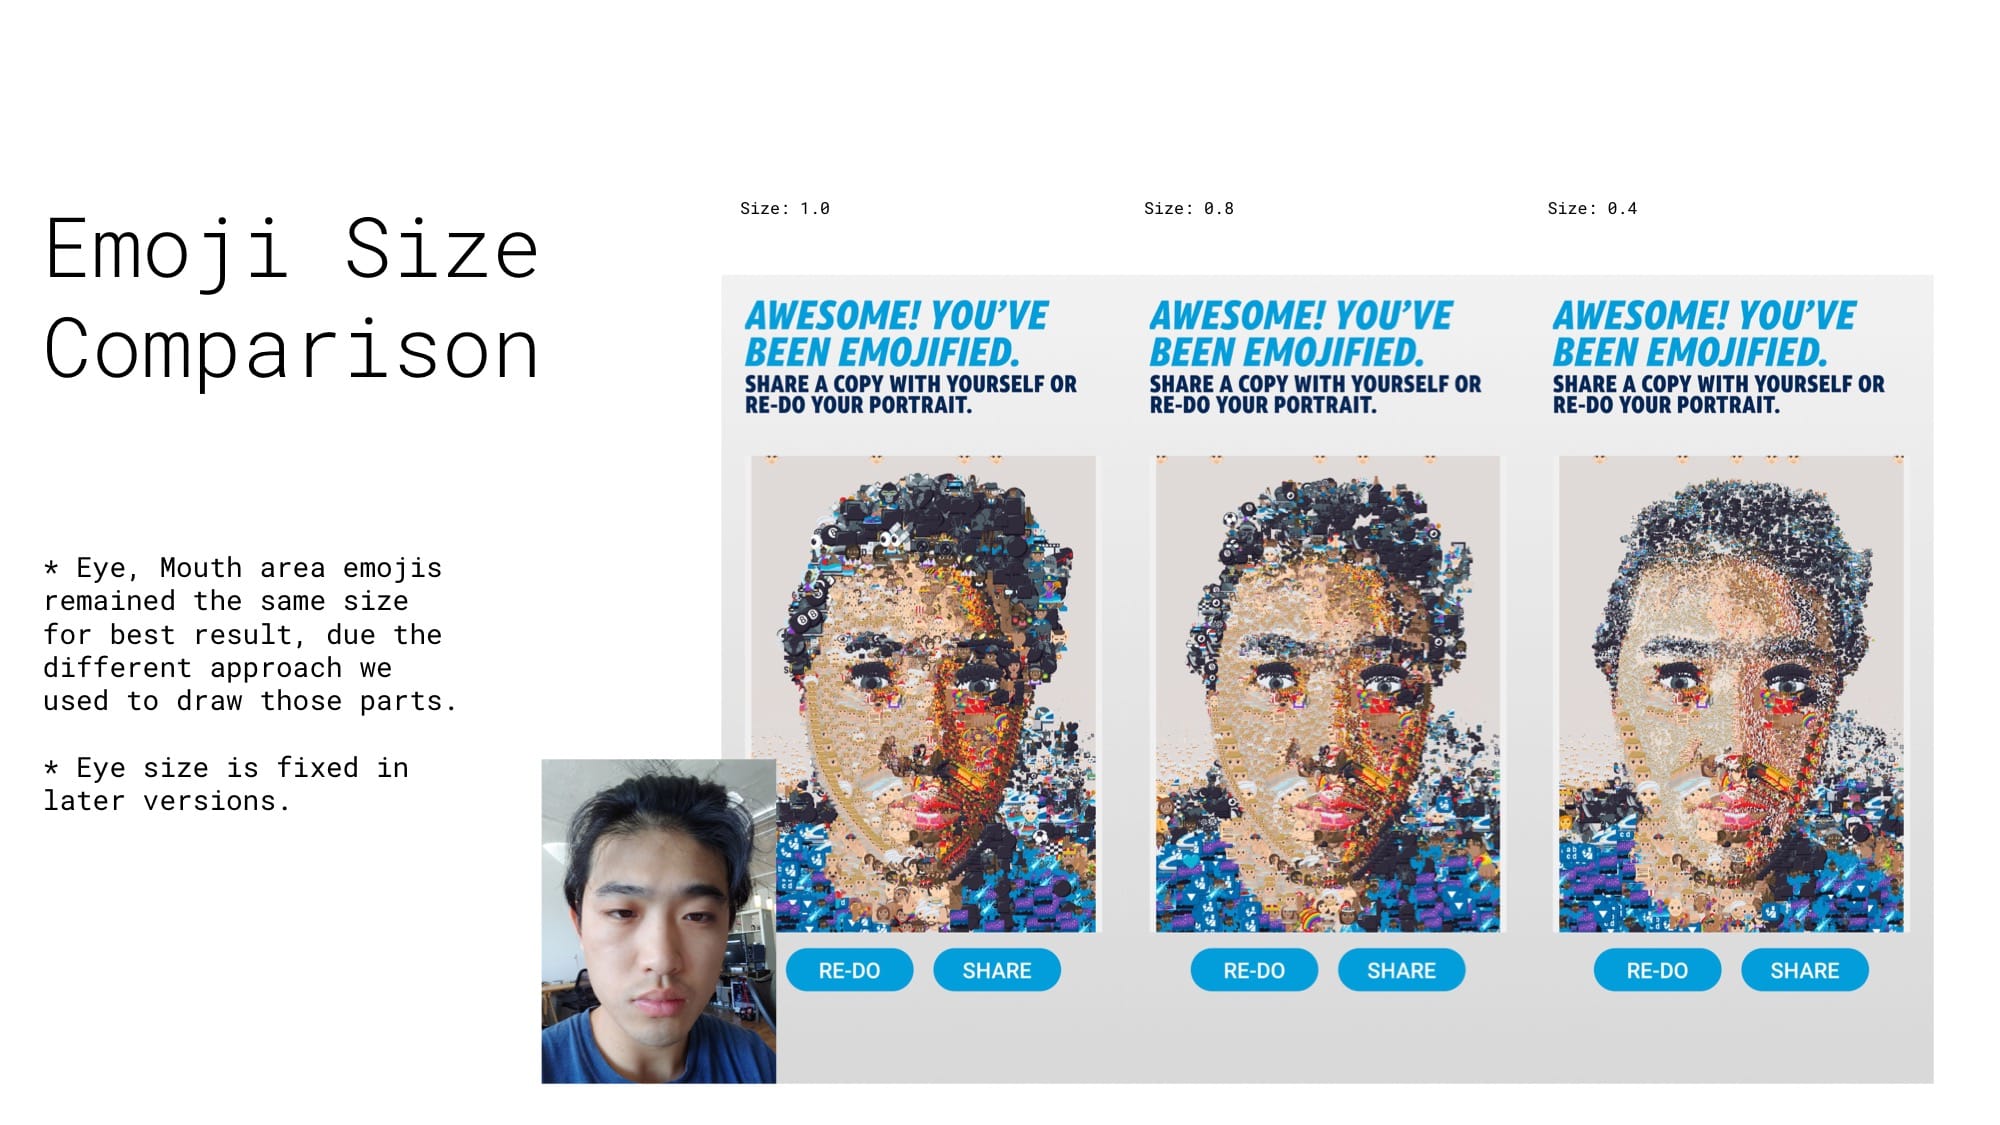 Emoji Size
Comparison
* Eye, Mouth area emojis
remained the same size
for best result, due the
different approach we
used to draw those parts.
* Eye size is fixed in
later versions.
Size: 1.0
AWESOME! YOU'VE
BEEN EMOJIFIED.
SHARE A COPY WITH YOURSELF OR
RE-DO YOUR PORTRAIT.
RE-DO
SHARE
Size: 0.8
AWESOME! YOU'VE
BEEN EMOJIFIED.
SHARE A COPY WITH YOURSELF OR
RE-DO YOUR PORTRAIT.
RE-DO
SHARE
Size: 0.4
AWESOME! YOU'VE
BEEN EMOJIFIED.
SHARE A COPY WITH YOURSELF OR
RE-DO YOUR PORTRAIT.
RE-DO
SHARE